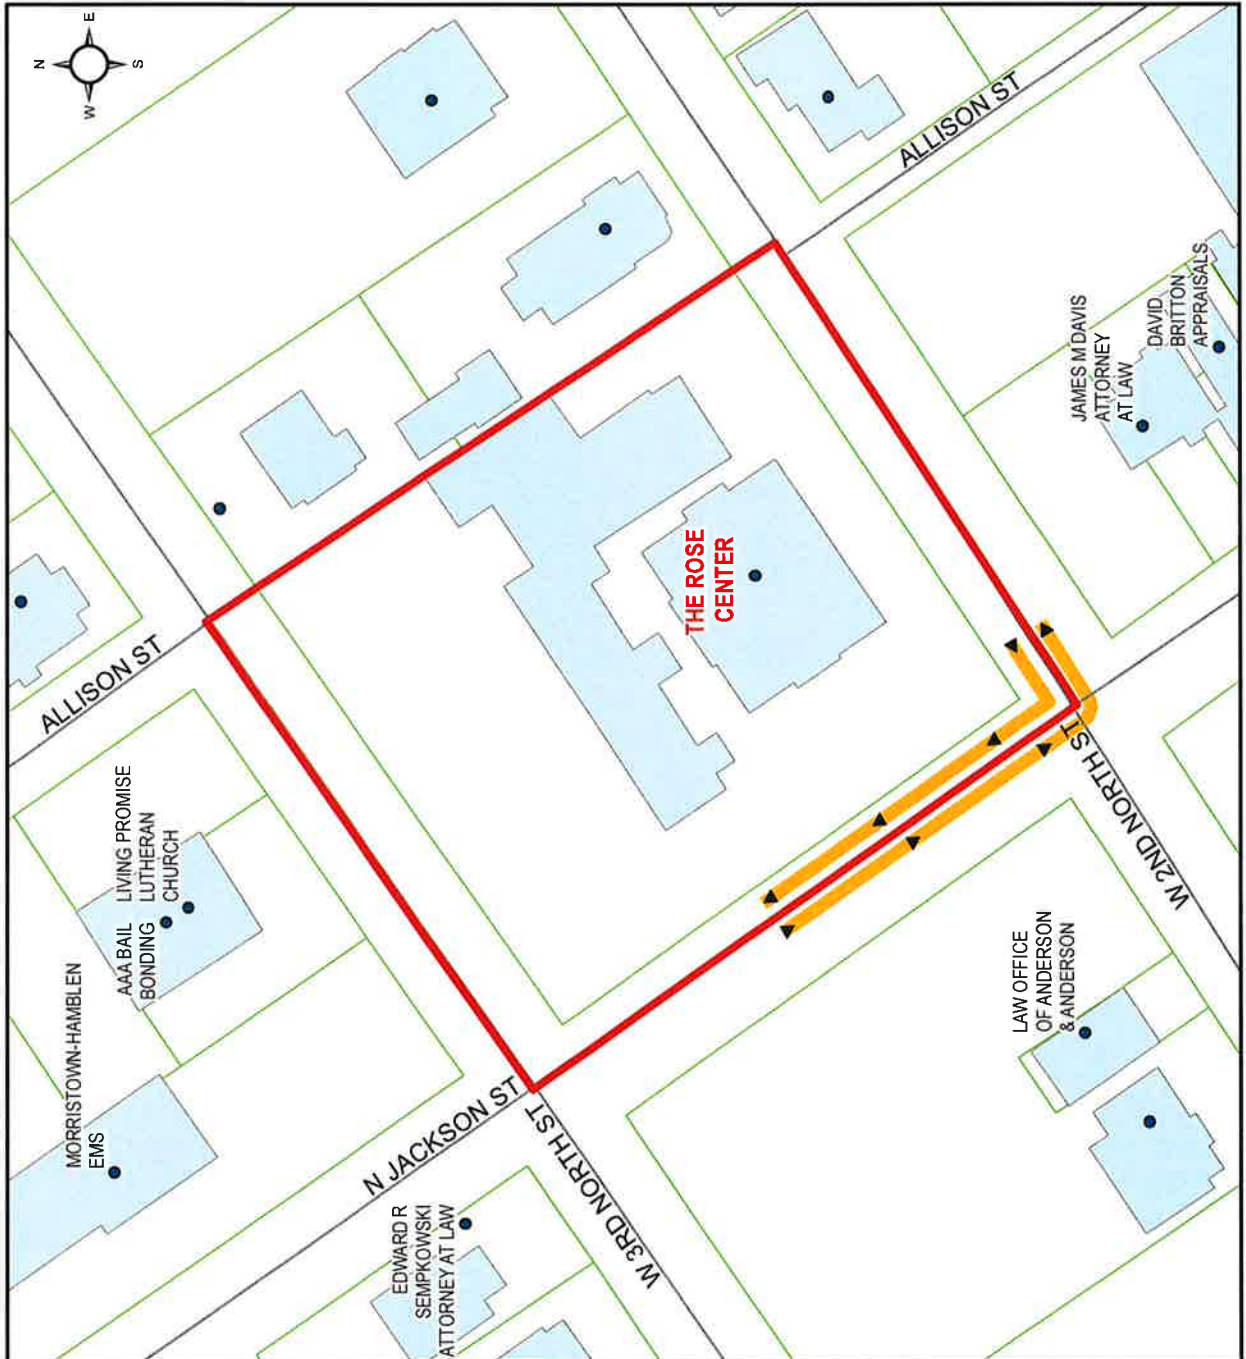 N
E
S
W
ALLISON ST
ALLISON ST
THE ROSE
CENTER
JAMES M DAVIS
ATTORNEY
AT LAW
DAVID
BRITTON
APPRAISALS
LIVING PROMISE
LUTHERAN
CHURCH
AAA BAIL
BONDING
MORRISTOWN-HAMBLEN
EMS
N JACKSON ST
W 3RD NORTH ST
W 2ND NORTH ST
EDWARD R
SEMPKOWSKI
ATTORNEY AT LAW
LAW OFFICE
OF ANDERSON
& ANDERSON